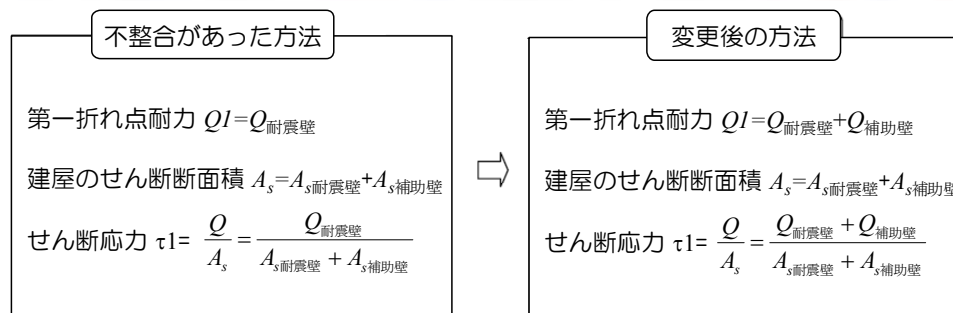 不整合があった方法
第一折れ点耐力 Q1=Q耐震壁
建屋のせん断断面積 As=As耐震壁+As補助壁
せん断応力 τ1= Q/As = Q耐震壁/(As耐震壁 + As補助壁)
⇨
変更後の方法
第一折れ点耐力 Q1=Q耐震壁+Q補助壁
建屋のせん断断面積 As=As耐震壁+As補助壁
せん断応力 τ1= Q/As = (Q耐震壁 + Q補助壁)/(As耐震壁 + As補助壁)